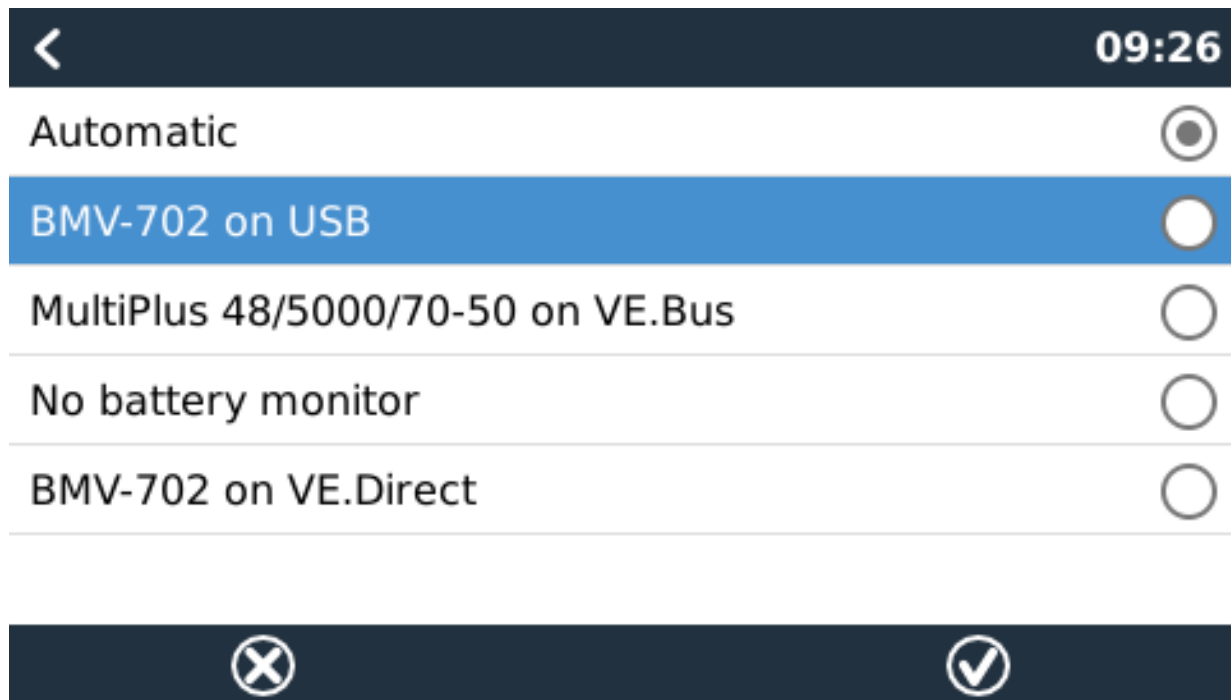 09:26
Automatic
BMV-702 on USB
MultiPlus 48/5000/70-50 on VE.Bus
No battery monitor
BMV-702 on VE.Direct